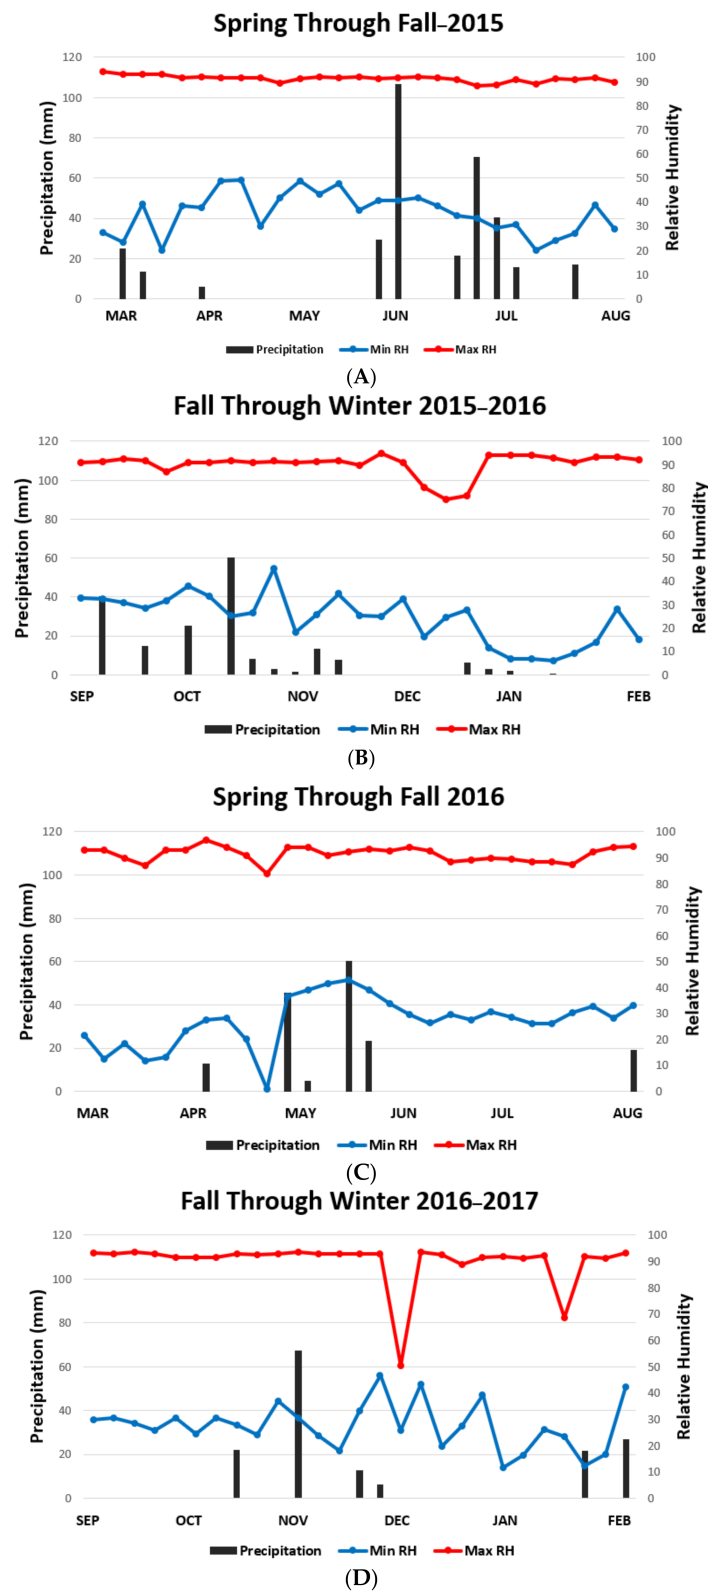 Spring Through Fall–2015
120 100
90
100
80
80 70
60
60 50
40
40
30
20 20
10
0 0
MAR APR MAY JUN JUL AUG
Precipitation (mm)
Relative Humidity
Precipitation Min RH Max RH
(A)
Fall Through Winter 2015–2016
120 100
90
100
80
80 70
60
60 50
40
40
30
20 20
10
0 0
SEP OCT NOV DEC JAN FEB
Precipitation (mm)
Relative Humidity
Precipitation Min RH Max RH
(B)
Spring Through Fall 2016
120 100
90
100
80
80 70
60
60 50
40
40
30
20 20
10
0 0
MAR APR MAY JUN JUL AUG
Precipitation (mm)
Relative Humidity
Precipitation Min RH Max RH
(C)
Fall Through Winter 2016–2017
120 100
90
100
80
80 70
60
60 50
40
40
30
20 20
10
0 0
SEP OCT NOV DEC JAN FEB
Precipitation (mm)
Relative Humidity
Precipitation Min RH Max RH
(D)